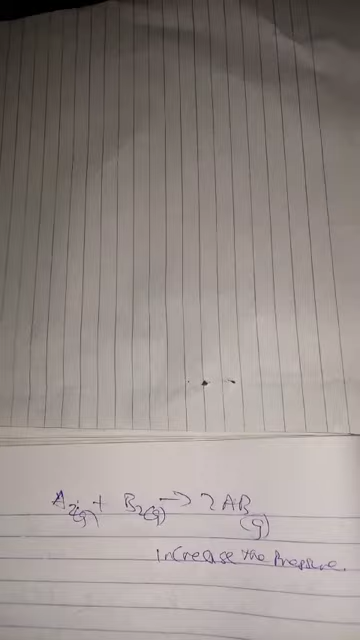 A₂(g) + B₂(g) → 2AB(g)
increase the Pressure.